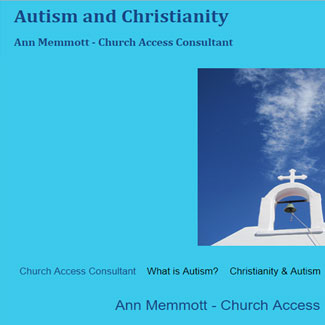 Autism and Christianity
Ann Memmott - Church Access Consultant
Church Access Consultant What is Autism? Christianity & Autism
Ann Memmott - Church Access